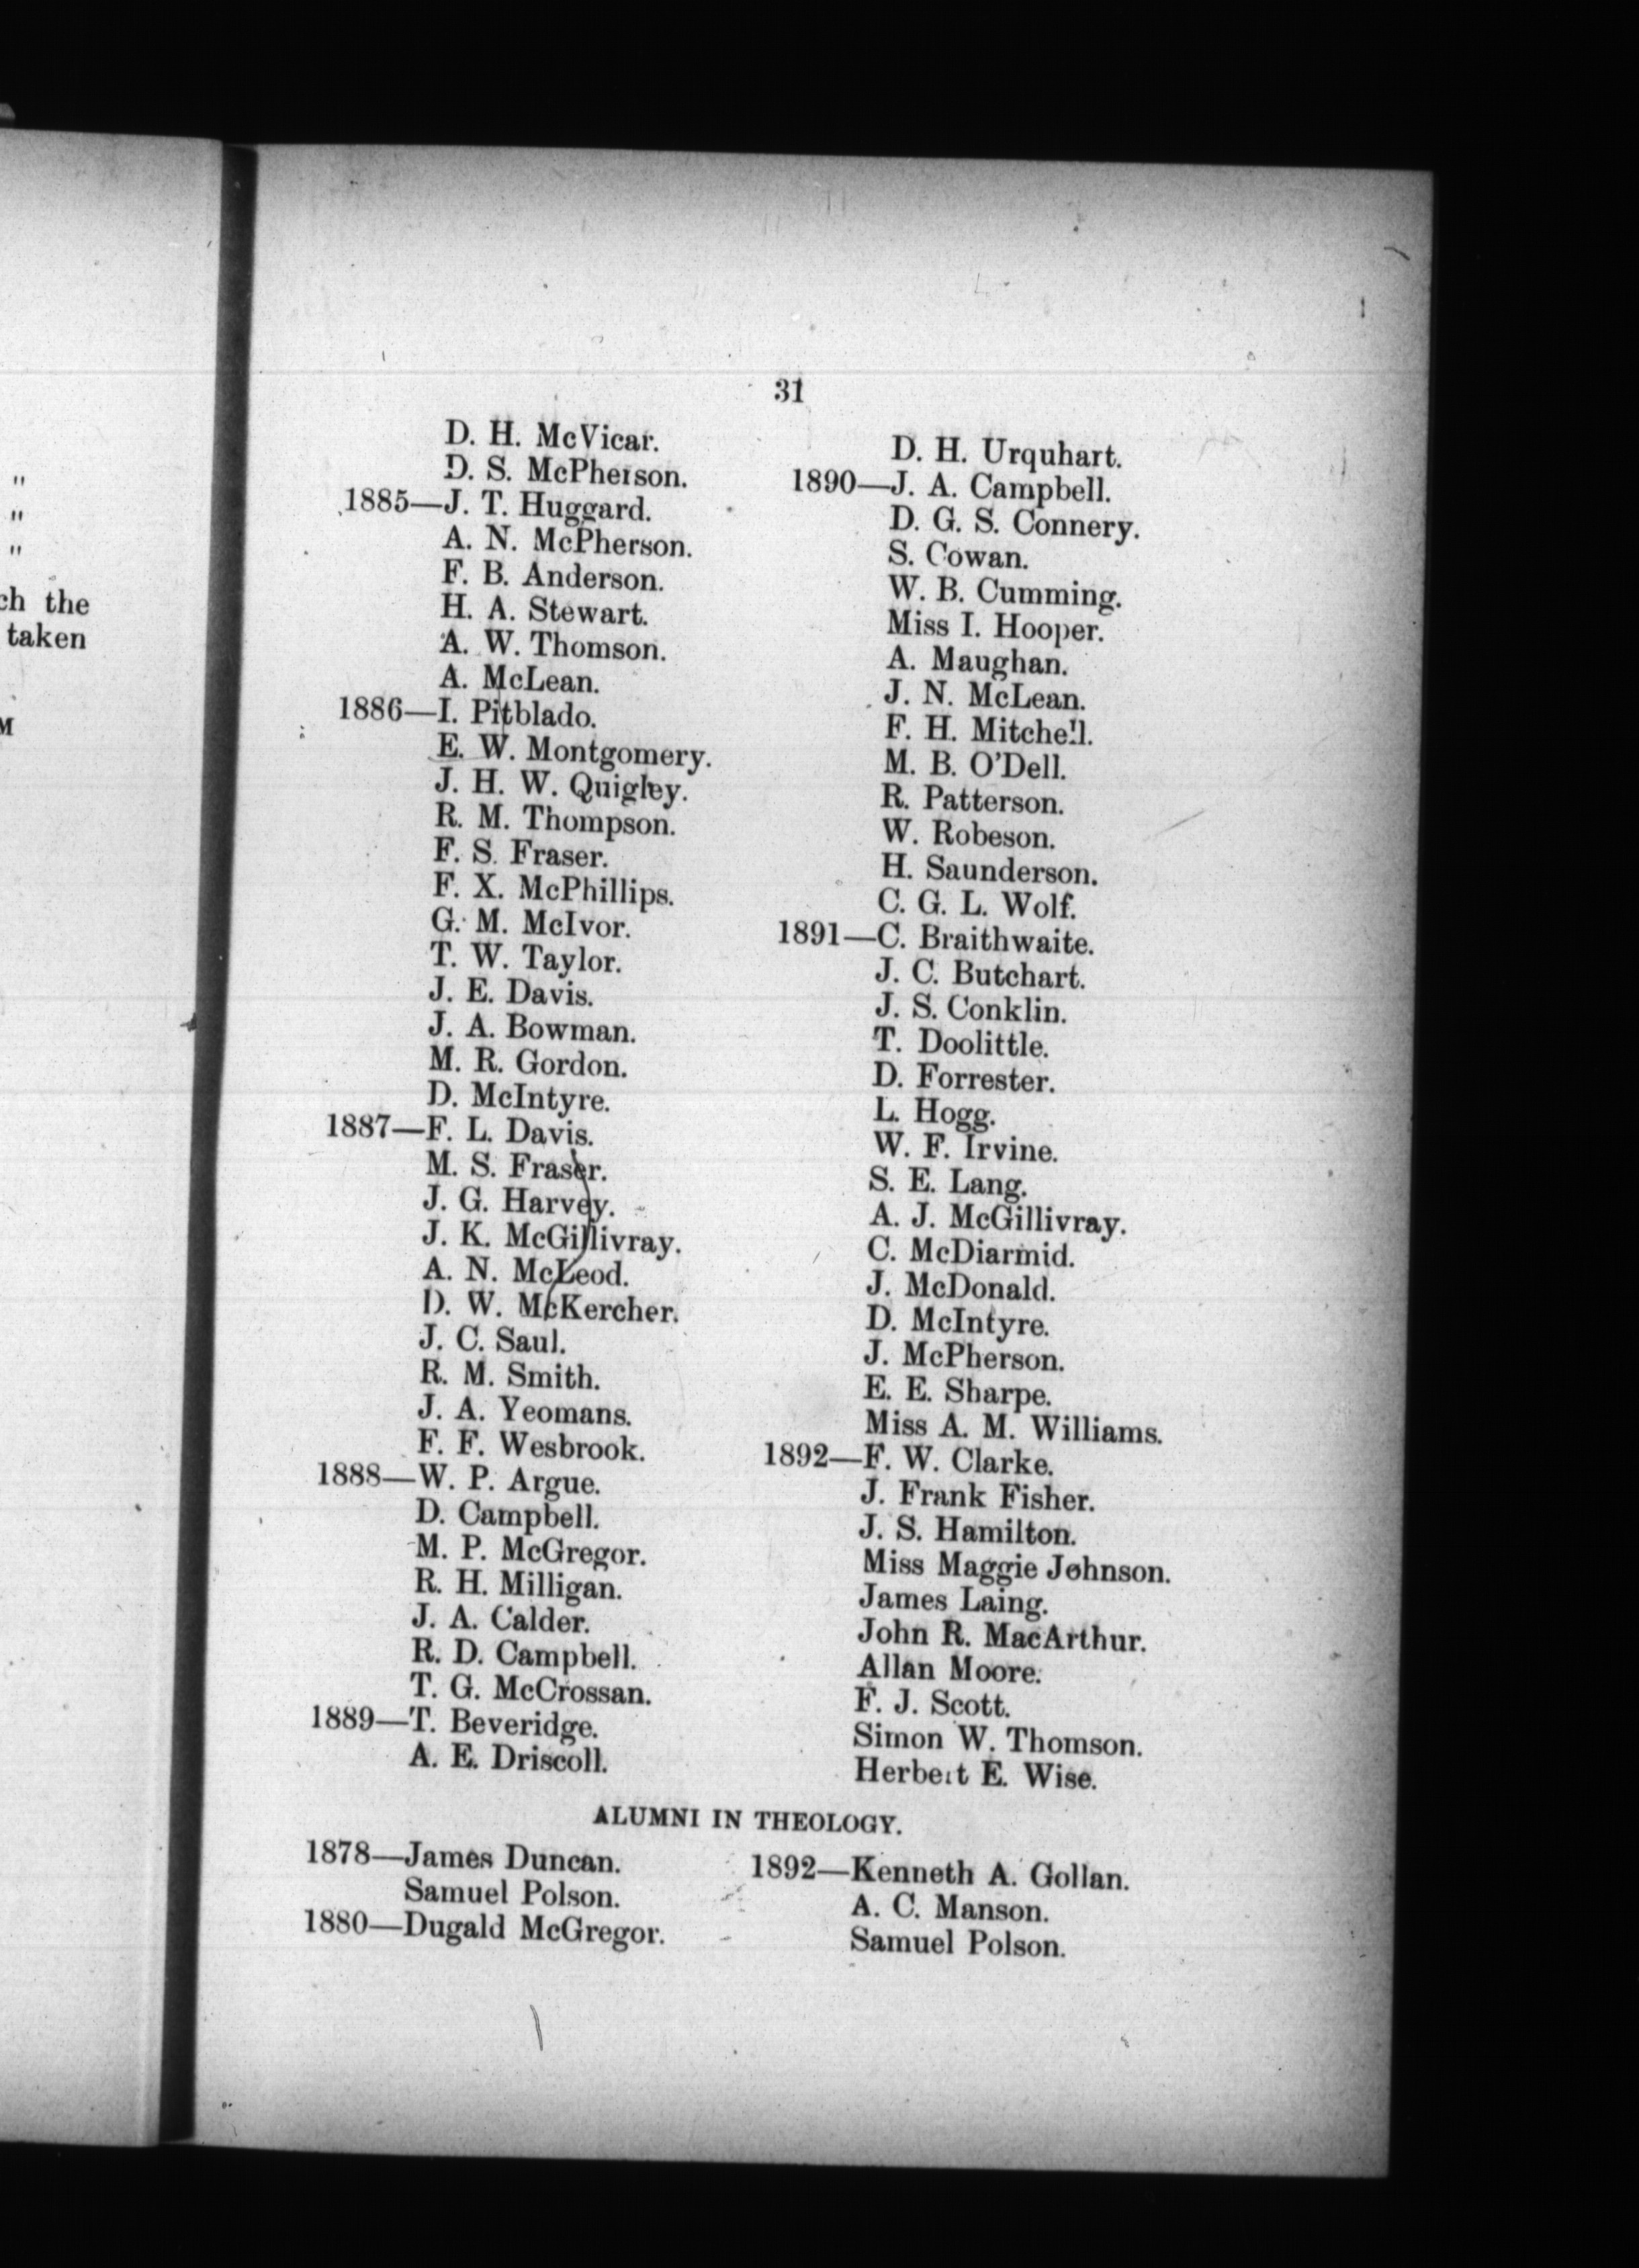 "
"
"
ch the
taken
M
31
D. H. McVicar.
D. S. McPherson.
1885—J. T. Huggard.
A. N. McPherson.
F. B. Anderson.
H. A. Stewart.
A. W. Thomson.
A. McLean.
1886—I. Pitblado.
E. W. Montgomery.
J. H. W. Quigley.
R. M. Thompson.
F. S. Fraser.
F. X. McPhillips.
G. M. McIvor.
T. W. Taylor.
J. E. Davis.
J. A. Bowman.
M. R. Gordon.
D. McIntyre.
1887—F. L. Davis.
M. S. Fraser.
J. G. Harvey.
J. K. McGillivray.
A. N. McLeod.
D. W. McKercher.
J. C. Saul.
R. M. Smith.
J. A. Yeomans.
F. F. Wesbrook.
1888—W. P. Argue.
D. Campbell.
M. P. McGregor.
R. H. Milligan.
J. A. Calder.
R. D. Campbell.
T. G. McCrossan.
1889—T. Beveridge.
A. E. Driscoll.
D. H. Urquhart.
1890—J. A. Campbell.
D. G. S. Connery.
S. Cowan.
W. B. Cumming.
Miss I. Hooper.
A. Maughan.
J. N. McLean.
F. H. Mitchell.
M. B. O'Dell.
R. Patterson.
W. Robeson.
H. Saunderson.
C. G. L. Wolf.
1891—C. Braithwaite.
J. C. Butchart.
J. S. Conklin.
T. Doolittle.
D. Forrester.
L. Hogg.
W. F. Irvine.
S. E. Lang.
A. J. McGillivray.
C. McDiarmid.
J. McDonald.
D. McIntyre.
J. McPherson.
E. E. Sharpe.
Miss A. M. Williams.
1892—F. W. Clarke.
J. Frank Fisher.
J. S. Hamilton.
Miss Maggie Johnson.
James Laing.
John R. MacArthur.
Allan Moore.
F. J. Scott.
Simon W. Thomson.
Herbert E. Wise.
ALUMNI IN THEOLOGY.
1878—James Duncan.
Samuel Polson.
1880—Dugald McGregor.
1892—Kenneth A. Gollan.
A. C. Manson.
Samuel Polson.